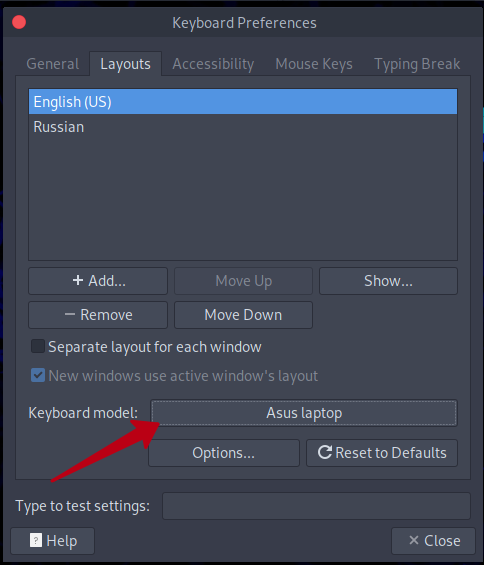 Keyboard Preferences
General Layouts Accessibility Mouse Keys Typing Break
English (US)
Russian
+ Add... Move Up Show...
− Remove Move Down
Separate layout for each window
New windows use active window's layout
Keyboard model: Asus laptop
Options... Reset to Defaults
Type to test settings:
? Help × Close